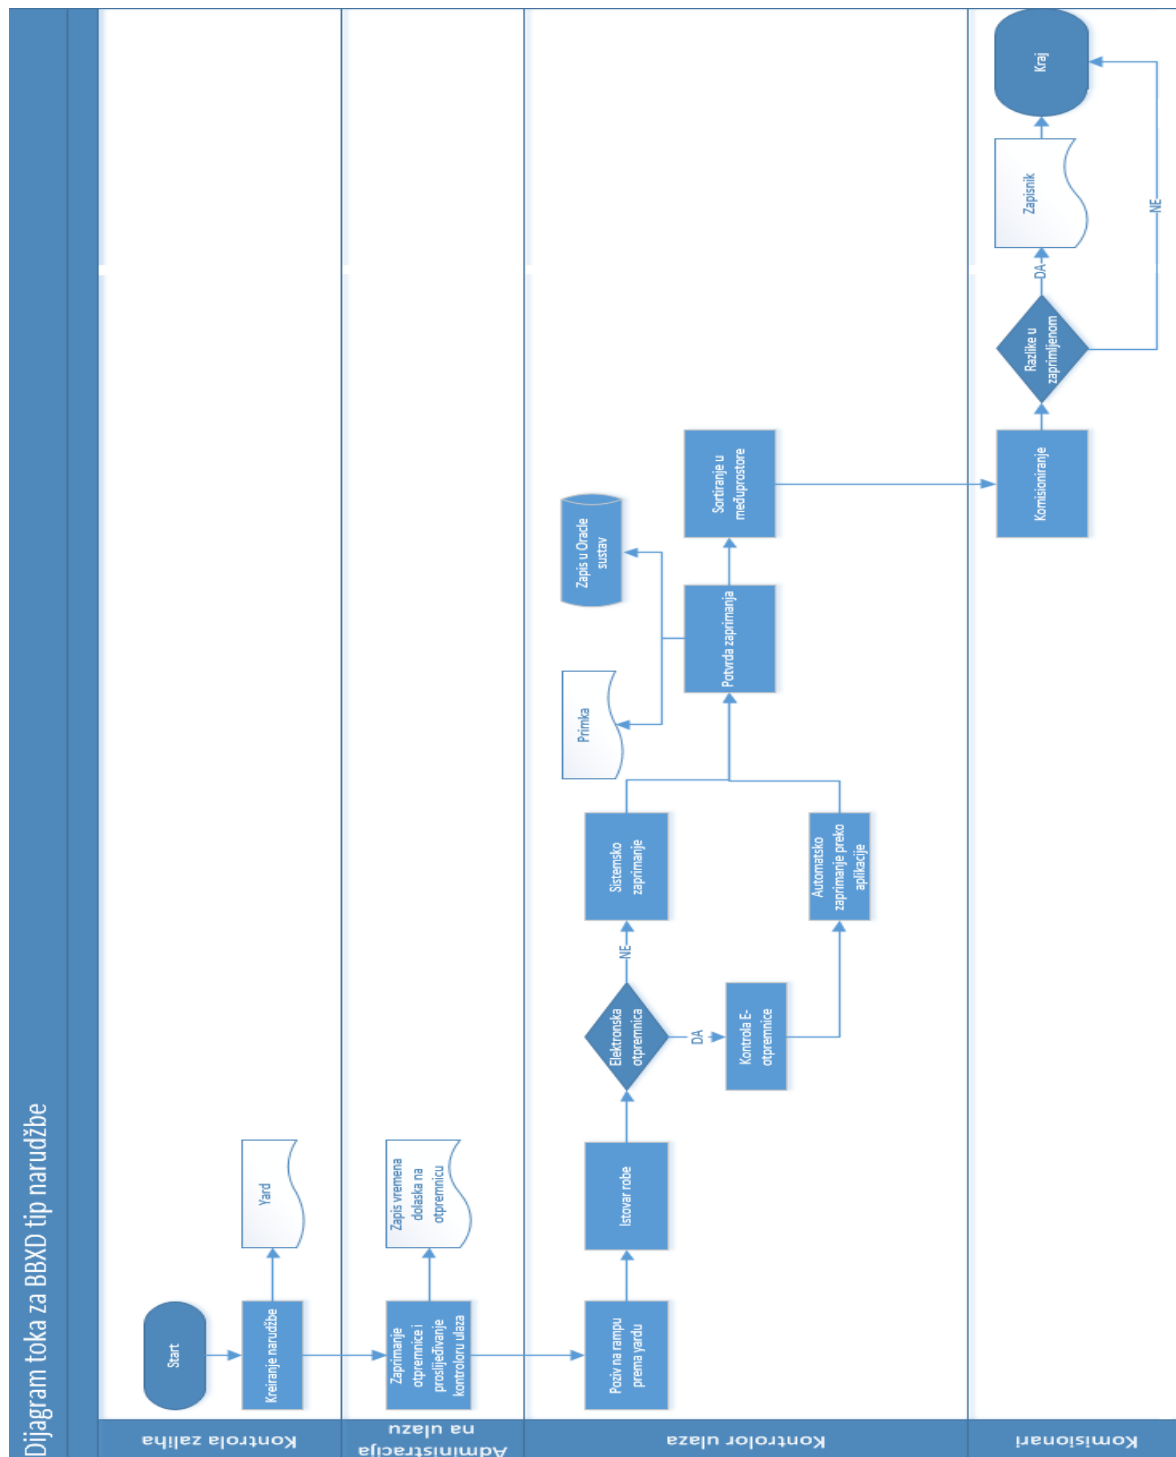 Dijagram toka za BBXD tip narudžbe
Kontrola zaliha
Start
Kreiranje narudžbe
Yard
Administracija
na ulazu
Zaprimanje
otpremnice i
prosljeđivanje
kontroloru ulaza
Zapis vremena
dolaska na
otpremnicu
Kontrolor ulaza
Poziv na rampu
prema yardu
Istovar robe
Elektronska
otpremnica
NE
DA
Sistemsko
zaprimanje
Kontrola E-
otpremnice
Automatsko
zaprimanje preko
aplikacije
Primka
Potvrda zaprimanja
Zapis u Oracle
sustav
Sortiranje u
međuprostore
Komisionari
Komisioniranje
Razlike u
zaprimljenom
DA
Zapisnik
NE
Kraj